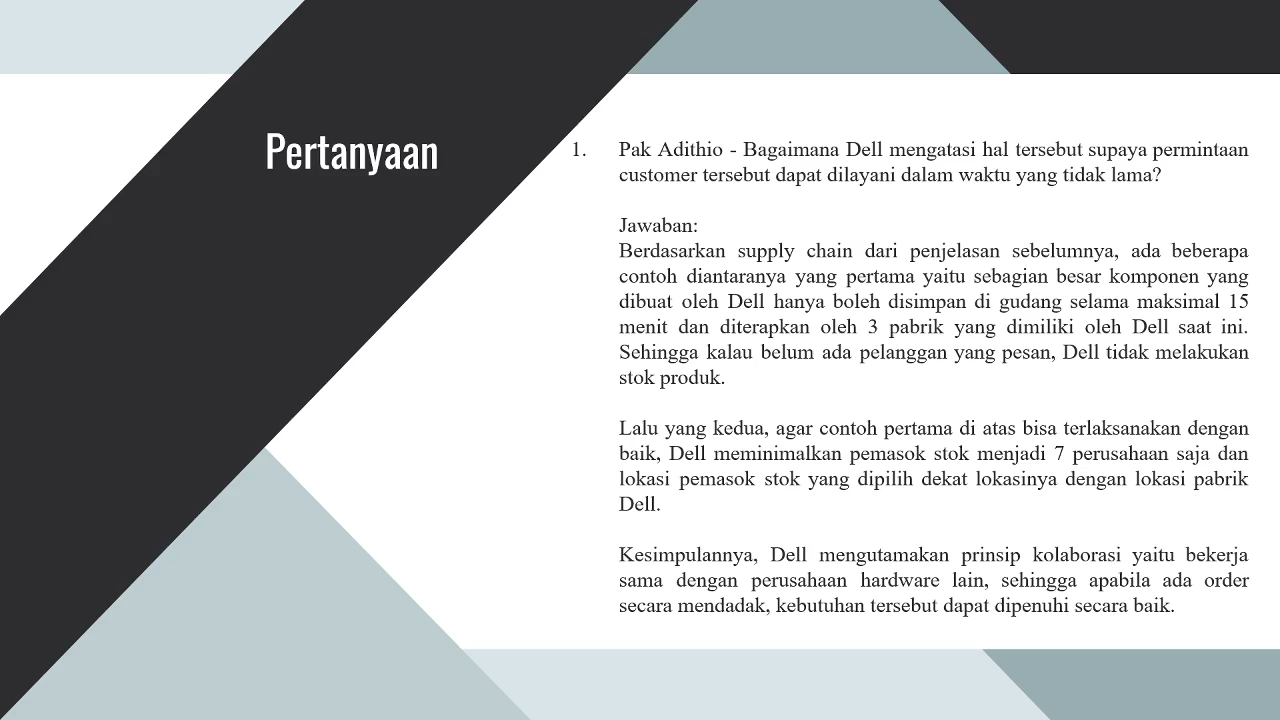 Pertanyaan
1. Pak Adithio - Bagaimana Dell mengatasi hal tersebut supaya permintaan
customer tersebut dapat dilayani dalam waktu yang tidak lama?
Jawaban:
Berdasarkan supply chain dari penjelasan sebelumnya, ada beberapa
contoh diantaranya yang pertama yaitu sebagian besar komponen yang
dibuat oleh Dell hanya boleh disimpan di gudang selama maksimal 15
menit dan diterapkan oleh 3 pabrik yang dimiliki oleh Dell saat ini.
Sehingga kalau belum ada pelanggan yang pesan, Dell tidak melakukan
stok produk.
Lalu yang kedua, agar contoh pertama di atas bisa terlaksanakan dengan
baik, Dell meminimalkan pemasok stok menjadi 7 perusahaan saja dan
lokasi pemasok stok yang dipilih dekat lokasinya dengan lokasi pabrik
Dell.
Kesimpulannya, Dell mengutamakan prinsip kolaborasi yaitu bekerja
sama dengan perusahaan hardware lain, sehingga apabila ada order
secara mendadak, kebutuhan tersebut dapat dipenuhi secara baik.